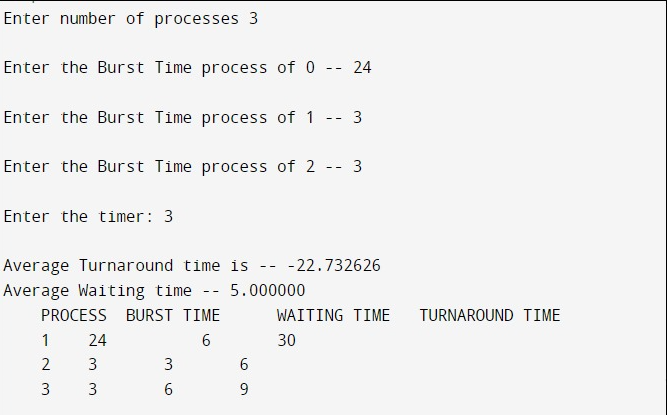 Enter number of processes 3
Enter the Burst Time process of 0 -- 24
Enter the Burst Time process of 1 -- 3
Enter the Burst Time process of 2 -- 3
Enter the timer: 3
Average Turnaround time is -- -22.732626
Average Waiting time -- 5.000000
PROCESS BURST TIME WAITING TIME TURNAROUND TIME
1 24 6 30
2 3 3 6
3 3 6 9